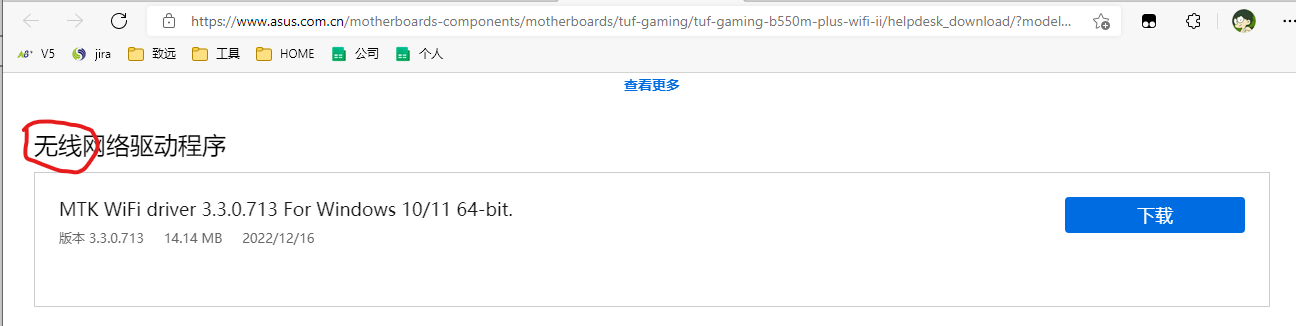 https://www.asus.com.cn/motherboards-components/motherboards/tuf-gaming/tuf-gaming-b550m-plus-wifi-ii/helpdesk_download/?model...
AB+ V5 jira 致远 工具 HOME 公司 个人
查看更多
无线网络驱动程序
MTK WiFi driver 3.3.0.713 For Windows 10/11 64-bit.
下载
版本 3.3.0.713 14.14 MB 2022/12/16